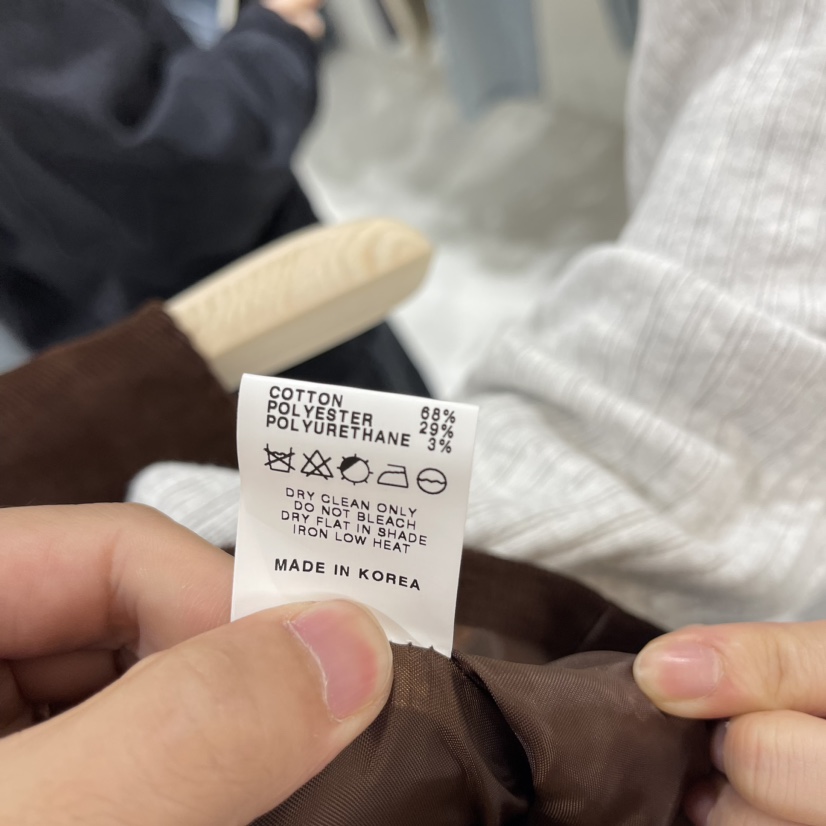 COTTON 68%
POLYESTER 29%
POLYURETHANE 3%
DRY CLEAN ONLY
DO NOT BLEACH
DRY FLAT IN SHADE
IRON LOW HEAT
MADE IN KOREA